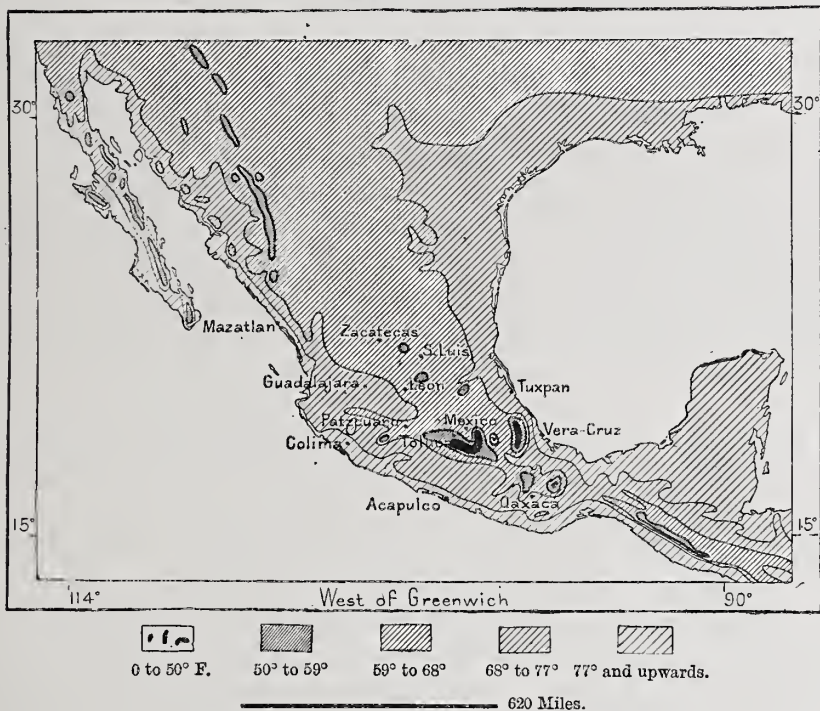 30°
30°
Mazatlan
Zacatecas
S.Luis
Guadalajara
Leon
Tuxpan
Patzcuaro
Mexico
Vera-Cruz
Colima
Acapulco
Oaxaca
15°
15°
114°
West of Greenwich
90°
0 to 50° F.
50° to 59°
59° to 68°
68° to 77°
77° and upwards.
620 Miles.